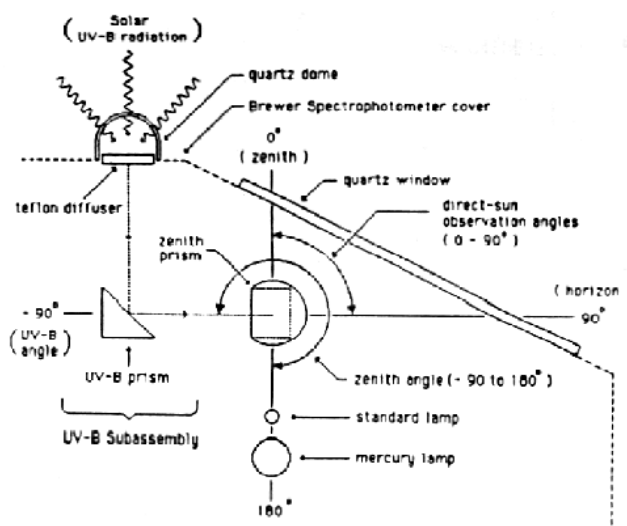 Solar
( UV-B radiation )
quartz dome
Brewer Spectrophotometer cover
0°
( zenith )
quartz window
teflon diffuser
direct-sun
observation angles
( 0 - 90° )
zenith
prism
( horizon
- 90°
90°
( UV-B
angle )
UV-B prism
zenith angle (- 90 to 180°)
standard lamp
UV-B Subassembly
mercury lamp
180°